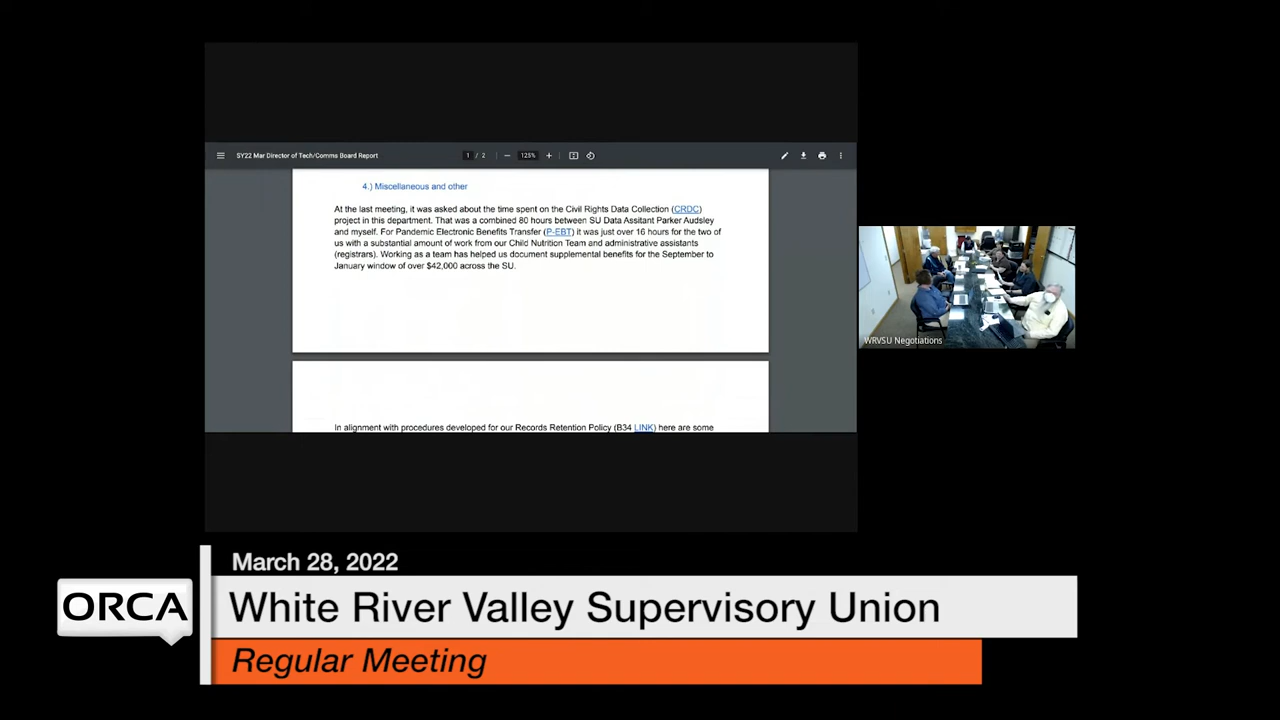 SY22 Mar Director of Tech/Comms Board Report
1 / 2
125%
4.) Miscellaneous and other
At the last meeting, it was asked about the time spent on the Civil Rights Data Collection (CRDC)
project in this department. That was a combined 80 hours between SU Data Assitant Parker Audsley
and myself. For Pandemic Electronic Benefits Transfer (P-EBT) it was just over 16 hours for the two of
us with a substantial amount of work from our Child Nutrition Team and administrative assistants
(registrars). Working as a team has helped us document supplemental benefits for the September to
January window of over $42,000 across the SU.
In alignment with procedures developed for our Records Retention Policy (B34 LINK) here are some
WRVSU Negotiations
March 28, 2022
ORCA
White River Valley Supervisory Union
Regular Meeting